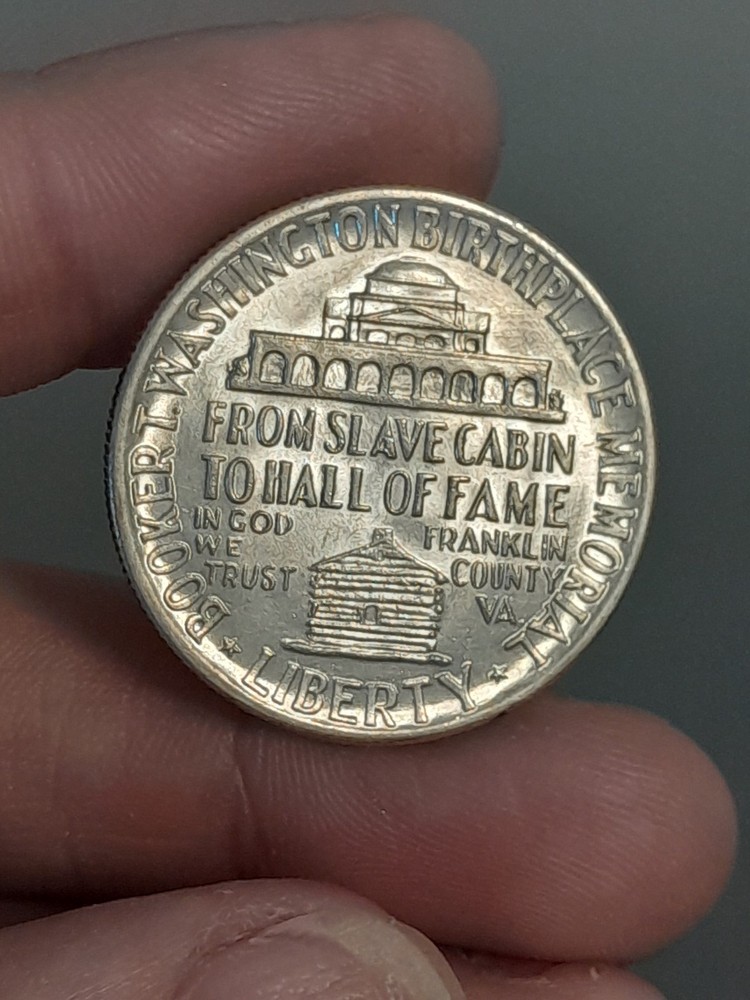 BOOKER T. WASHINGTON BIRTHPLACE MEMORIAL
FROM SLAVE CABIN
TO HALL OF FAME
IN GOD
WE
TRUST
FRANKLIN
COUNTY
VA.
LIBERTY